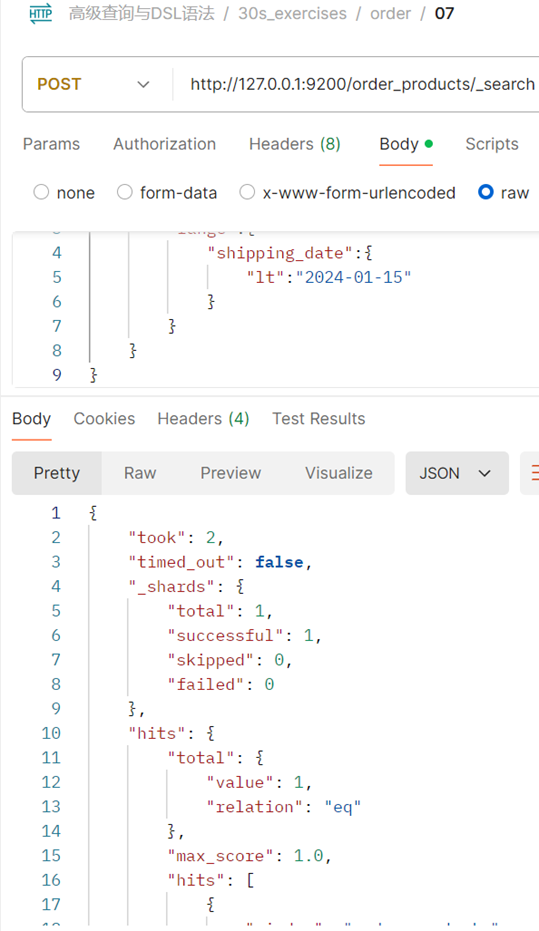 HTTP 高级查询与DSL语法 / 30s_exercises / order / 07
POST http://127.0.0.1:9200/order_products/_search
Params Authorization Headers (8) Body Scripts
none form-data x-www-form-urlencoded raw
4 "shipping_date":{
5 "lt":"2024-01-15"
6 }
7 }
8 }
9 }
Body Cookies Headers (4) Test Results
Pretty Raw Preview Visualize JSON
1 {
2 "took": 2,
3 "timed_out": false,
4 "_shards": {
5 "total": 1,
6 "successful": 1,
7 "skipped": 0,
8 "failed": 0
9 },
10 "hits": {
11 "total": {
12 "value": 1,
13 "relation": "eq"
14 },
15 "max_score": 1.0,
16 "hits": [
17 {